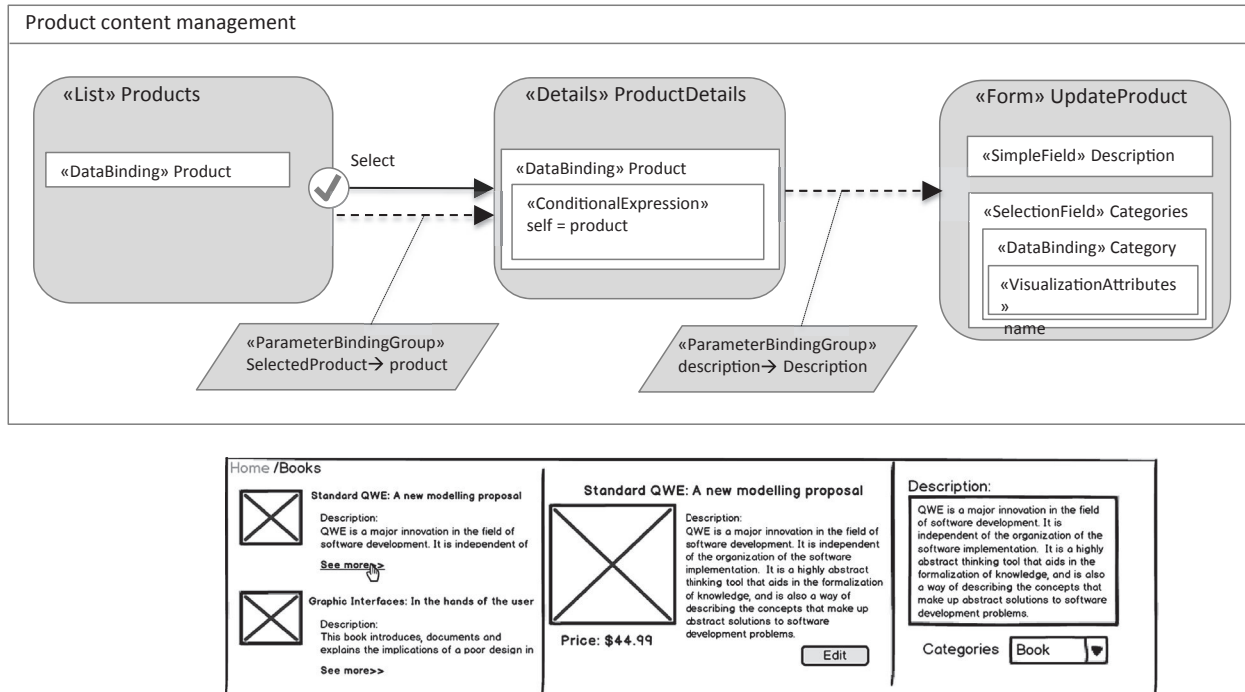 Product content management
«List» Products
«DataBinding» Product
Select
«Details» ProductDetails
«DataBinding» Product
«ConditionalExpression»
self = product
«Form» UpdateProduct
«SimpleField» Description
«SelectionField» Categories
«DataBinding» Category
«VisualizationAttributes
»
name
«ParameterBindingGroup»
SelectedProduct→ product
«ParameterBindingGroup»
description→ Description
Home /Books
Standard QWE: A new modelling proposal
Description:
QWE is a major innovation in the field of
software development. It is independent of
See more>>
Graphic Interfaces: In the hands of the user
Description:
This book introduces, documents and
explains the implications of a poor design in
See more>>
Standard QWE: A new modelling proposal
Description:
QWE is a major innovation in the field of
software development. It is independent
of the organization of the software
implementation. It is a highly abstract
thinking tool that aids in the formalization
of knowledge, and is also a way of
describing the concepts that make up
abstract solutions to software
development problems.
Price: $44.99
Edit
Description:
QWE is a major innovation in the field
of software development. It is
independent of the organization of the
software implementation. It is a highly
abstract thinking tool that aids in the
formalization of knowledge, and is also
a way of describing the concepts that
make up abstract solutions to software
development problems.
Categories
Book